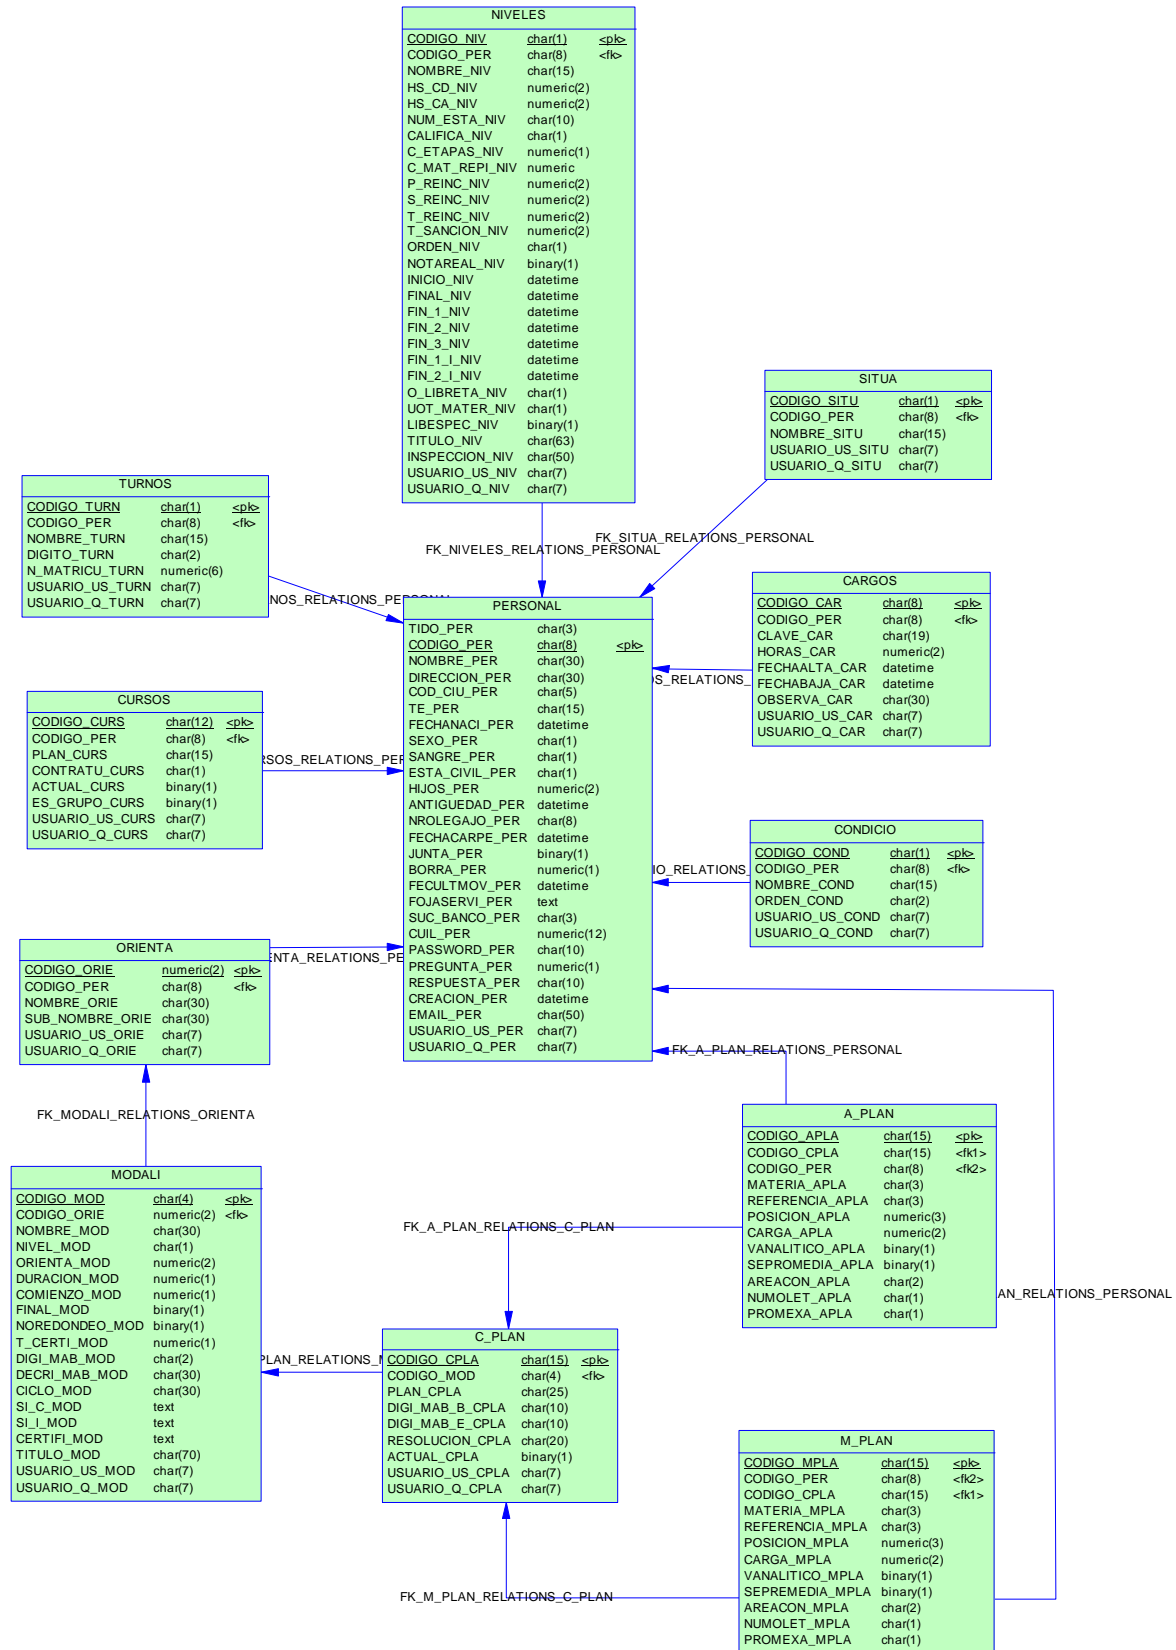 NIVELES
CODIGO_NIV char(1) <pk>
CODIGO_PER char(8) <fk>
NOMBRE_NIV char(15)
HS_CD_NIV numeric(2)
HS_CA_NIV numeric(2)
NUM_ESTA_NIV char(10)
CALIFICA_NIV char(1)
C_ETAPAS_NIV numeric(1)
C_MAT_REPI_NIV numeric
P_REINC_NIV numeric(2)
S_REINC_NIV numeric(2)
T_REINC_NIV numeric(2)
T_SANCION_NIV numeric(2)
ORDEN_NIV char(1)
NOTAREAL_NIV binary(1)
INICIO_NIV datetime
FINAL_NIV datetime
FIN_1_NIV datetime
FIN_2_NIV datetime
FIN_3_NIV datetime
FIN_1_I_NIV datetime
FIN_2_I_NIV datetime
O_LIBRETA_NIV char(1)
UOT_MATER_NIV char(1)
LIBESPEC_NIV binary(1)
TITULO_NIV char(63)
INSPECCION_NIV char(50)
USUARIO_US_NIV char(7)
USUARIO_Q_NIV char(7)
SITUA
CODIGO_SITU char(1) <pk>
CODIGO_PER char(8) <fk>
NOMBRE_SITU char(15)
USUARIO_US_SITU char(7)
USUARIO_Q_SITU char(7)
TURNOS
CODIGO_TURN char(1) <pk>
CODIGO_PER char(8) <fk>
NOMBRE_TURN char(15)
DIGITO_TURN char(2)
N_MATRICU_TURN numeric(6)
USUARIO_US_TURN char(7)
USUARIO_Q_TURN char(7)
FK_NIVELES_RELATIONS_PERSONAL
FK_SITUA_RELATIONS_PERSONAL
NOS_RELATIONS_PERSONAL
PERSONAL
TIDO_PER char(3)
CODIGO_PER char(8) <pk>
NOMBRE_PER char(30)
DIRECCION_PER char(30)
COD_CIU_PER char(5)
TE_PER char(15)
FECHANACI_PER datetime
SEXO_PER char(1)
SANGRE_PER char(1)
ESTA_CIVIL_PER char(1)
HIJOS_PER numeric(2)
ANTIGUEDAD_PER datetime
NROLEGAJO_PER char(8)
FECHACARPE_PER datetime
JUNTA_PER binary(1)
BORRA_PER numeric(1)
FECULTMOV_PER datetime
FOJASERVI_PER text
SUC_BANCO_PER char(3)
CUIL_PER numeric(12)
PASSWORD_PER char(10)
PREGUNTA_PER numeric(1)
RESPUESTA_PER char(10)
CREACION_PER datetime
EMAIL_PER char(50)
USUARIO_US_PER char(7)
USUARIO_Q_PER char(7)
CARGOS
CODIGO_CAR char(8) <pk>
CODIGO_PER char(8) <fk>
CLAVE_CAR char(19)
HORAS_CAR numeric(2)
FECHAALTA_CAR datetime
FECHABAJA_CAR datetime
OBSERVA_CAR char(30)
USUARIO_US_CAR char(7)
USUARIO_Q_CAR char(7)
OS_RELATIONS_
CURSOS
CODIGO_CURS char(12) <pk>
CODIGO_PER char(8) <fk>
PLAN_CURS char(15)
CONTRATU_CURS char(1)
ACTUAL_CURS binary(1)
ES_GRUPO_CURS binary(1)
USUARIO_US_CURS char(7)
USUARIO_Q_CURS char(7)
RSOS_RELATIONS_PER
CONDICIO
CODIGO_COND char(1) <pk>
CODIGO_PER char(8) <fk>
NOMBRE_COND char(15)
ORDEN_COND char(2)
USUARIO_US_COND char(7)
USUARIO_Q_COND char(7)
IO_RELATIONS_
ORIENTA
CODIGO_ORIE numeric(2) <pk>
CODIGO_PER char(8) <fk>
NOMBRE_ORIE char(30)
SUB_NOMBRE_ORIE char(30)
USUARIO_US_ORIE char(7)
USUARIO_Q_ORIE char(7)
ENTA_RELATIONS_PE
FK_A_PLAN_RELATIONS_PERSONAL
FK_MODALI_RELATIONS_ORIENTA
A_PLAN
CODIGO_APLA char(15) <pk>
CODIGO_CPLA char(15) <fk1>
CODIGO_PER char(8) <fk2>
MATERIA_APLA char(3)
REFERENCIA_APLA char(3)
POSICION_APLA numeric(3)
CARGA_APLA numeric(2)
VANALITICO_APLA binary(1)
SEPROMEDIA_APLA binary(1)
AREACON_APLA char(2)
NUMOLET_APLA char(1)
PROMEXA_APLA char(1)
MODALI
CODIGO_MOD char(4) <pk>
CODIGO_ORIE numeric(2) <fk>
NOMBRE_MOD char(30)
NIVEL_MOD char(1)
ORIENTA_MOD numeric(2)
DURACION_MOD numeric(1)
COMIENZO_MOD numeric(1)
FINAL_MOD binary(1)
NOREDONDEO_MOD binary(1)
T_CERTI_MOD numeric(1)
DIGI_MAB_MOD char(2)
DECRI_MAB_MOD char(30)
CICLO_MOD char(30)
SI_C_MOD text
SI_I_MOD text
CERTIFI_MOD text
TITULO_MOD char(70)
USUARIO_US_MOD char(7)
USUARIO_Q_MOD char(7)
FK_A_PLAN_RELATIONS_C_PLAN
AN_RELATIONS_PERSONAL
PLAN_RELATIONS_M
C_PLAN
CODIGO_CPLA char(15) <pk>
CODIGO_MOD char(4) <fk>
PLAN_CPLA char(25)
DIGI_MAB_B_CPLA char(10)
DIGI_MAB_E_CPLA char(10)
RESOLUCION_CPLA char(20)
ACTUAL_CPLA binary(1)
USUARIO_US_CPLA char(7)
USUARIO_Q_CPLA char(7)
M_PLAN
CODIGO_MPLA char(15) <pk>
CODIGO_PER char(8) <fk2>
CODIGO_CPLA char(15) <fk1>
MATERIA_MPLA char(3)
REFERENCIA_MPLA char(3)
POSICION_MPLA numeric(3)
CARGA_MPLA numeric(2)
VANALITICO_MPLA binary(1)
SEPREMEDIA_MPLA binary(1)
AREACON_MPLA char(2)
NUMOLET_MPLA char(1)
PROMEXA_MPLA char(1)
FK_M_PLAN_RELATIONS_C_PLAN